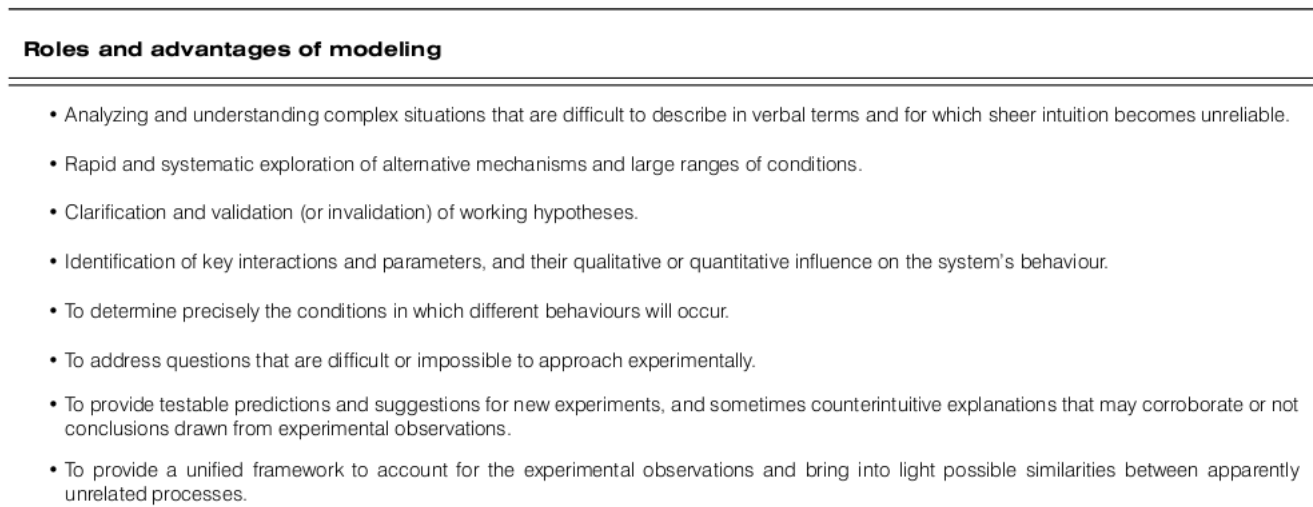 Roles and advantages of modeling
• Analyzing and understanding complex situations that are difficult to describe in verbal terms and for which sheer intuition becomes unreliable.
• Rapid and systematic exploration of alternative mechanisms and large ranges of conditions.
• Clarification and validation (or invalidation) of working hypotheses.
• Identification of key interactions and parameters, and their qualitative or quantitative influence on the system's behaviour.
• To determine precisely the conditions in which different behaviours will occur.
• To address questions that are difficult or impossible to approach experimentally.
• To provide testable predictions and suggestions for new experiments, and sometimes counterintuitive explanations that may corroborate or not
conclusions drawn from experimental observations.
• To provide a unified framework to account for the experimental observations and bring into light possible similarities between apparently
unrelated processes.